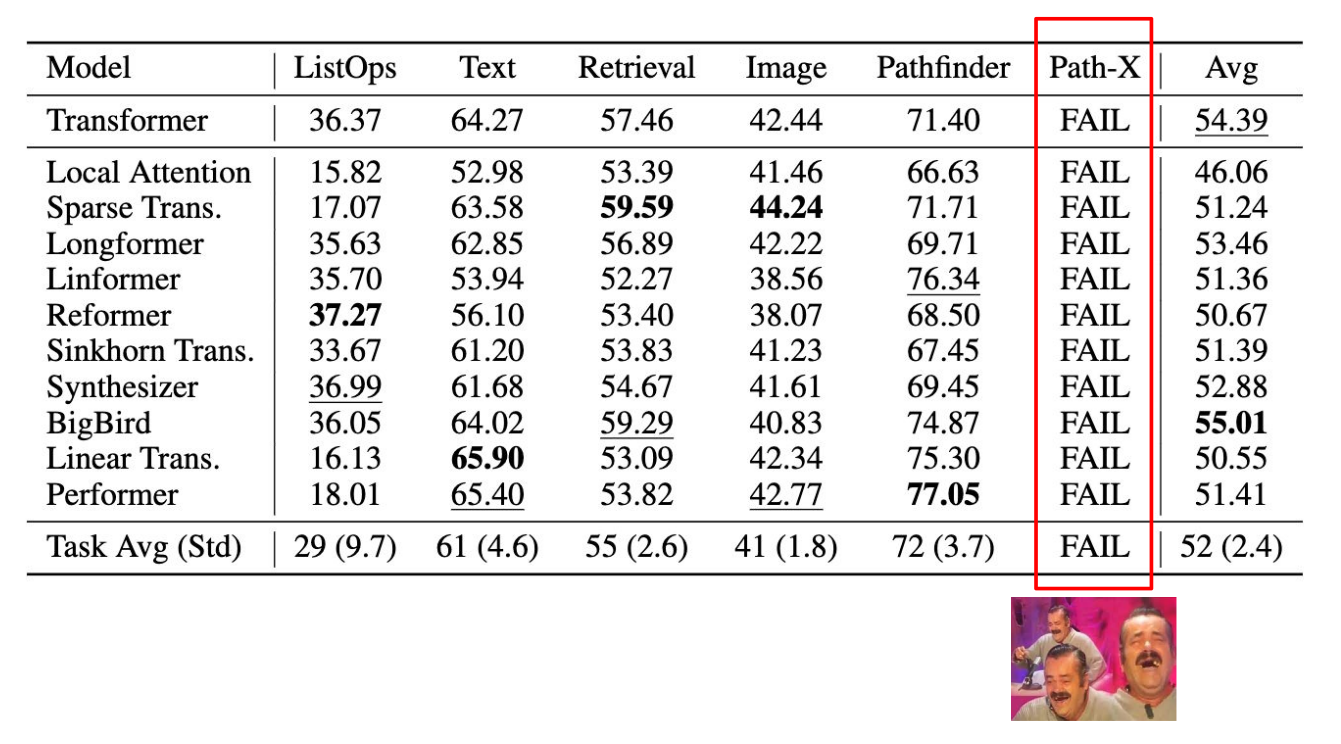 Model ListOps Text Retrieval Image Pathfinder Path-X Avg
Transformer 36.37 64.27 57.46 42.44 71.40 FAIL 54.39
Local Attention 15.82 52.98 53.39 41.46 66.63 FAIL 46.06
Sparse Trans. 17.07 63.58 59.59 44.24 71.71 FAIL 51.24
Longformer 35.63 62.85 56.89 42.22 69.71 FAIL 53.46
Linformer 35.70 53.94 52.27 38.56 76.34 FAIL 51.36
Reformer 37.27 56.10 53.40 38.07 68.50 FAIL 50.67
Sinkhorn Trans. 33.67 61.20 53.83 41.23 67.45 FAIL 51.39
Synthesizer 36.99 61.68 54.67 41.61 69.45 FAIL 52.88
BigBird 36.05 64.02 59.29 40.83 74.87 FAIL 55.01
Linear Trans. 16.13 65.90 53.09 42.34 75.30 FAIL 50.55
Performer 18.01 65.40 53.82 42.77 77.05 FAIL 51.41
Task Avg (Std) 29 (9.7) 61 (4.6) 55 (2.6) 41 (1.8) 72 (3.7) FAIL 52 (2.4)